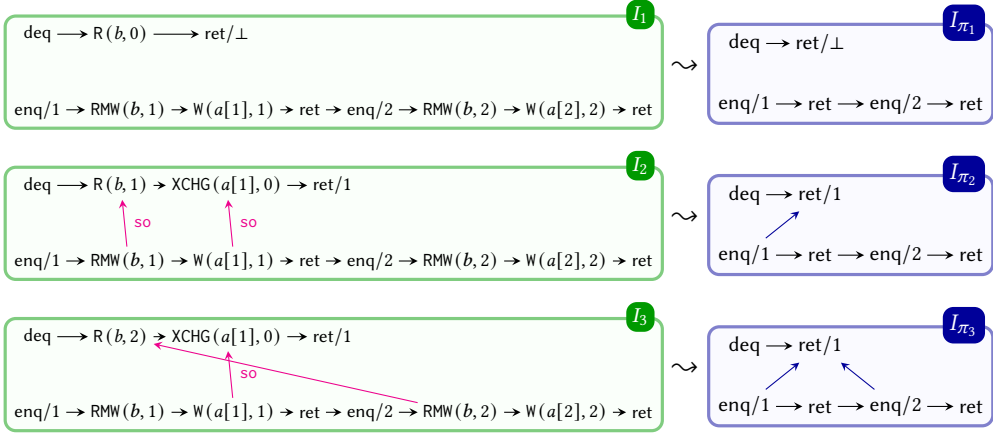 I₁
I_π₁
deq ⟶ R(b, 0) ⟶ ret/⊥
deq → ret/⊥
enq/1 → RMW(b, 1) → W(a[1], 1) → ret → enq/2 → RMW(b, 2) → W(a[2], 2) → ret
⇝
enq/1 → ret → enq/2 → ret
I₂
I_π₂
deq ⟶ R(b, 1) → XCHG(a[1], 0) → ret/1
deq → ret/1
so so
⇝
enq/1 → RMW(b, 1) → W(a[1], 1) → ret → enq/2 → RMW(b, 2) → W(a[2], 2) → ret
enq/1 → ret → enq/2 → ret
I₃
I_π₃
deq ⟶ R(b, 2) → XCHG(a[1], 0) → ret/1
deq → ret/1
so
⇝
enq/1 → RMW(b, 1) → W(a[1], 1) → ret → enq/2 → RMW(b, 2) → W(a[2], 2) → ret
enq/1 → ret → enq/2 → ret